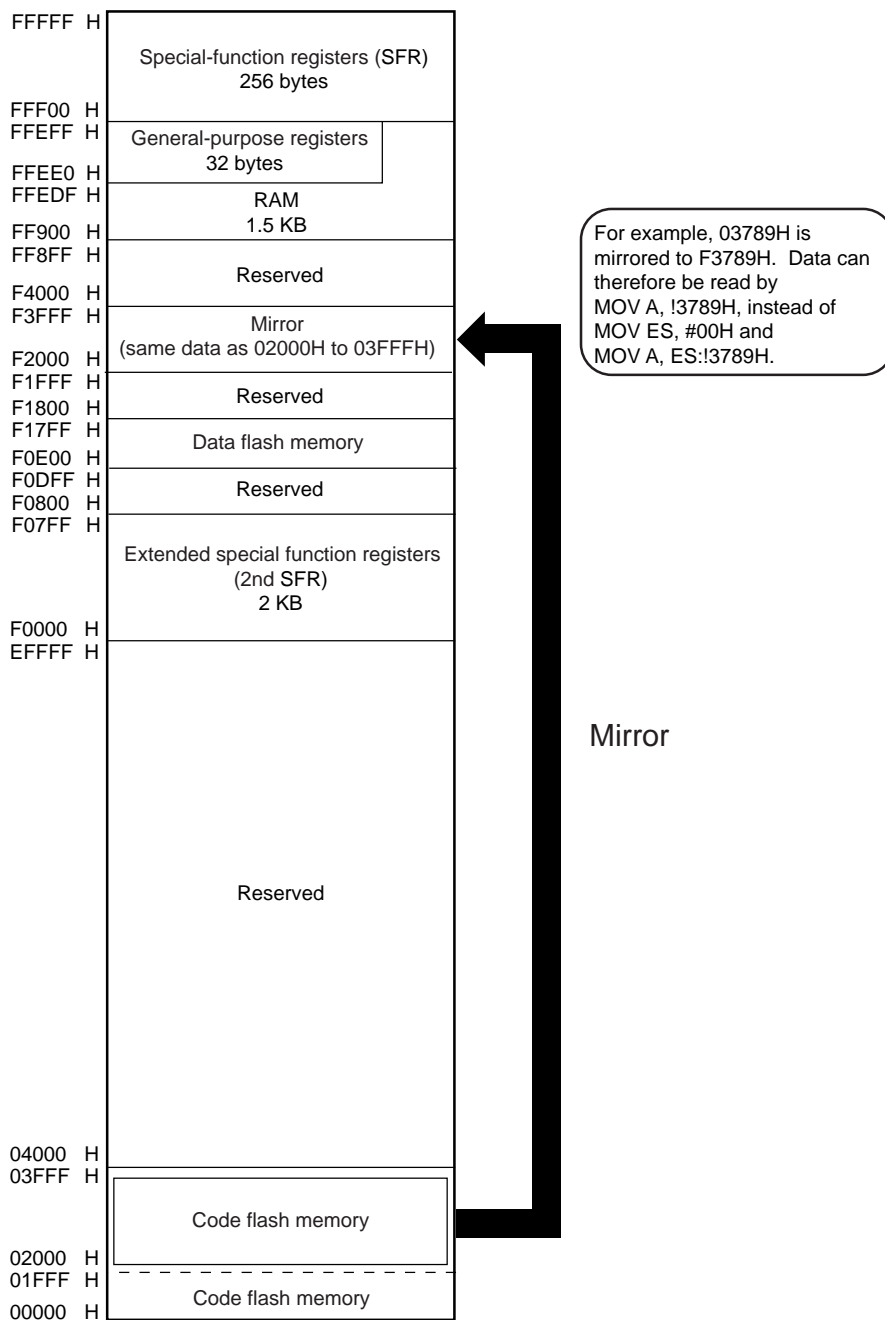 FFFFF H
Special-function registers (SFR)
256 bytes
FFF00 H
FFEFF H
General-purpose registers
32 bytes
FFEE0 H
FFEDF H
RAM
1.5 KB
FF900 H
FF8FF H
Reserved
F4000 H
F3FFF H
Mirror
(same data as 02000H to 03FFFH)
F2000 H
F1FFF H
Reserved
F1800 H
F17FF H
Data flash memory
F0E00 H
F0DFF H
Reserved
F0800 H
F07FF H
Extended special function registers
(2nd SFR)
2 KB
F0000 H
EFFFF H
Reserved
04000 H
03FFF H
Code flash memory
02000 H
01FFF H
Code flash memory
00000 H
For example, 03789H is
mirrored to F3789H. Data can
therefore be read by
MOV A, !3789H, instead of
MOV ES, #00H and
MOV A, ES:!3789H.
Mirror